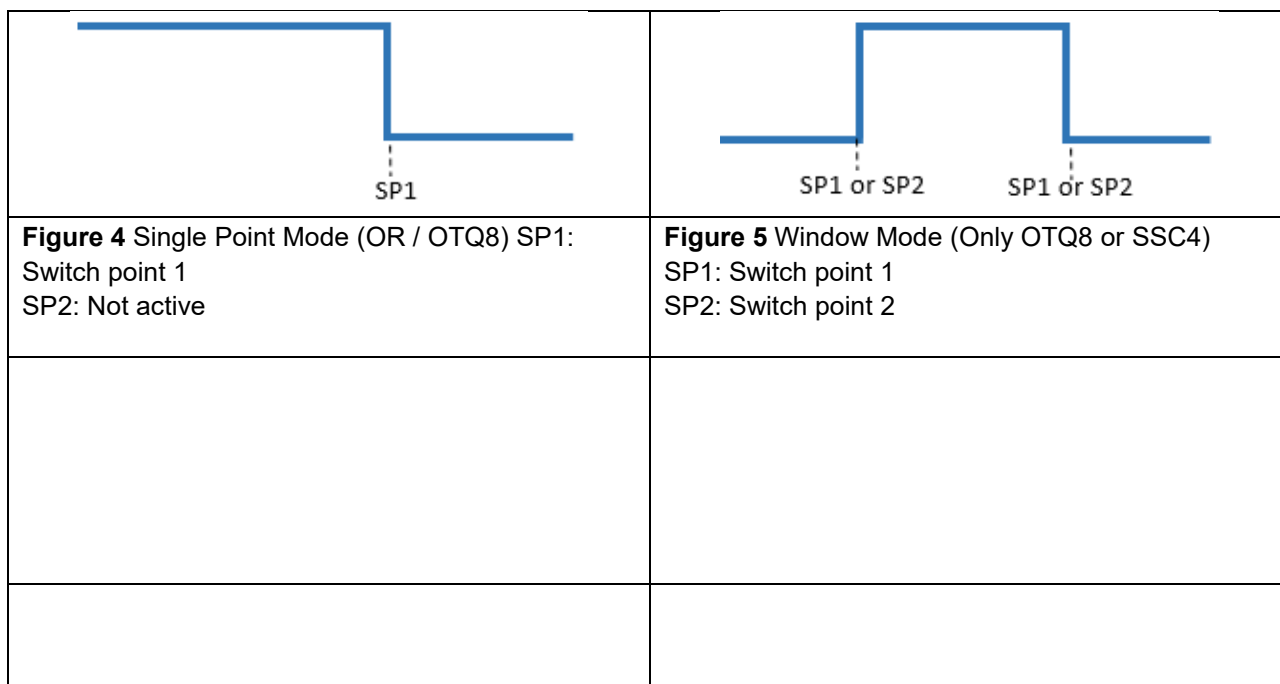 SP1
SP1 or SP2
SP1 or SP2
Figure 4 Single Point Mode (OR / OTQ8) SP1:
Switch point 1
SP2: Not active
Figure 5 Window Mode (Only OTQ8 or SSC4)
SP1: Switch point 1
SP2: Switch point 2